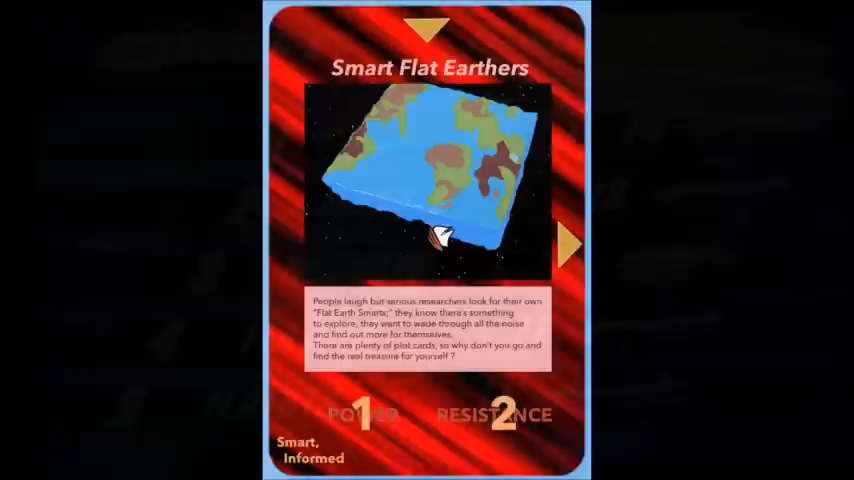 Smart Flat Earthers
People laugh but serious researchers look for their own
"Flat Earth Smarts;" they know there's something
to explore, they want to wade through all the noise
and find out more for themselves.
There are plenty of plot cards, so why don't you go and
find the real treasure for yourself ?
POWER 1 RESISTANCE 2
Smart,
Informed